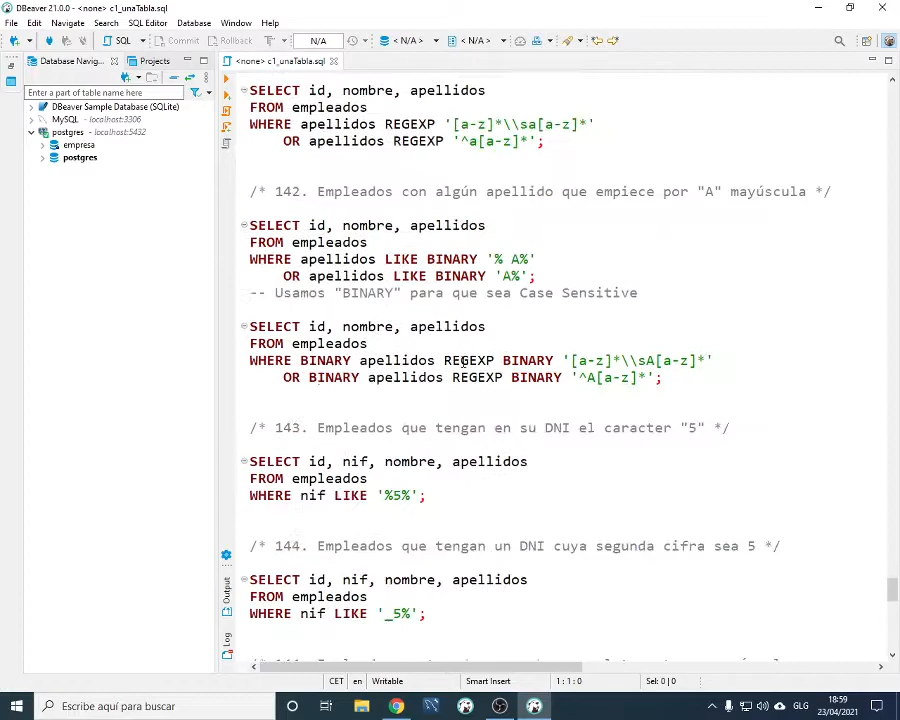 DBeaver 21.0.0 - <none> c1_unaTabla.sql
File Edit Navigate Search SQL Editor Database Window Help
SQL Commit Rollback T N/A < N/A > < N/A >
Database Navig... Projects <none> c1_unaTabla.sql
Enter a part of table name here
DBeaver Sample Database (SQLite)
MySQL - localhost:3306
postgres - localhost:5432
empresa
postgres
SELECT id, nombre, apellidos
FROM empleados
WHERE apellidos REGEXP '[a-z]*\\sa[a-z]*'
OR apellidos REGEXP '^a[a-z]*';
/* 142. Empleados con algún apellido que empiece por "A" mayúscula */
SELECT id, nombre, apellidos
FROM empleados
WHERE apellidos LIKE BINARY '% A%'
OR apellidos LIKE BINARY 'A%';
-- Usamos "BINARY" para que sea Case Sensitive
SELECT id, nombre, apellidos
FROM empleados
WHERE BINARY apellidos REGEXP BINARY '[a-z]*\\sA[a-z]*'
OR BINARY apellidos REGEXP BINARY '^A[a-z]*';
/* 143. Empleados que tengan en su DNI el caracter "5" */
SELECT id, nif, nombre, apellidos
FROM empleados
WHERE nif LIKE '%5%';
/* 144. Empleados que tengan un DNI cuya segunda cifra sea 5 */
SELECT id, nif, nombre, apellidos
FROM empleados
WHERE nif LIKE '_5%';
Output
Log
CET en Writable Smart Insert 1 : 1 : 0 Sel: 0 | 0
Escribe aquí para buscar
GLG 18:59
23/04/2021